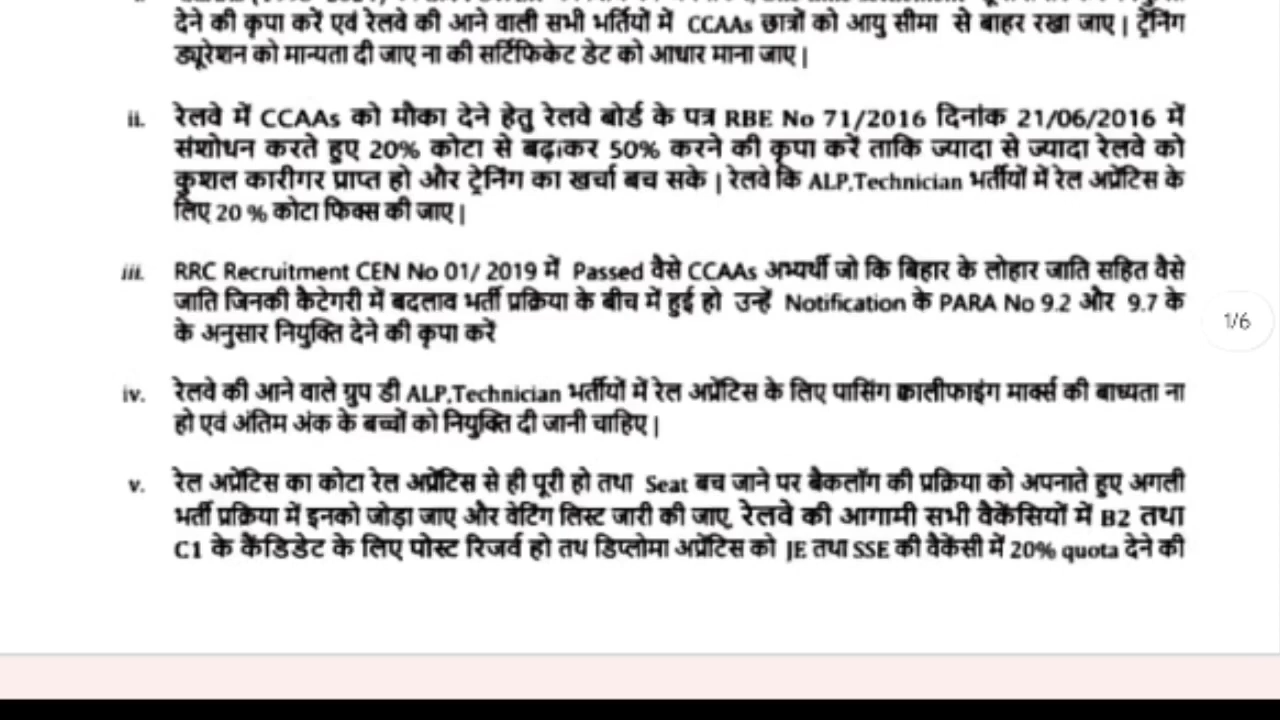 देने की कृपा करें एवं रेलवे की आने वाली सभी भर्तियों में CCAAs छात्रों को आयु सीमा से बाहर रखा जाए | ट्रेनिंग
ड्यूरेशन को मान्यता दी जाए ना की सर्टिफिकेट डेट को आधार माना जाए |
ii. रेलवे में CCAAs को मौका देने हेतु रेलवे बोर्ड के पत्र RBE No 71/2016 दिनांक 21/06/2016 में
संशोधन करते हुए 20% कोटा से बढ़ाकर 50% करने की कृपा करें ताकि ज्यादा से ज्यादा रेलवे को
कुशल कारीगर प्राप्त हो और ट्रेनिंग का खर्चा बच सके | रेलवे कि ALP,Technician भर्तीयों में रेल अप्रेंटिस के
लिए 20 % कोटा फिक्स की जाए |
iii. RRC Recruitment CEN No 01/ 2019 में Passed वैसे CCAAs अभ्यर्थी जो कि बिहार के लोहार जाति सहित वैसे
जाति जिनकी कैटेगरी में बदलाव भर्ती प्रक्रिया के बीच में हुई हो उन्हें Notification के PARA No 9.2 और 9.7 के
के अनुसार नियुक्ति देने की कृपा करें
iv. रेलवे की आने वाले ग्रुप डी ALP,Technician भर्तीयों में रेल अप्रेंटिस के लिए पासिंग क्वालीफाइंग मार्क्स की बाध्यता ना
हो एवं अंतिम अंक के बच्चों को नियुक्ति दी जानी चाहिए |
v. रेल अप्रेंटिस का कोटा रेल अप्रेंटिस से ही पूरी हो तथा Seat बच जाने पर बैकलॉग की प्रक्रिया को अपनाते हुए अगली
भर्ती प्रक्रिया में इनको जोड़ा जाए और वेटिंग लिस्ट जारी की जाए, रेलवे की आगामी सभी वैकेंसियों में B2 तथा
C1 के कैंडिडेट के लिए पोस्ट रिजर्व हो तथ डिप्लोमा अप्रेंटिस को JE तथा SSE की वैकेंसी में 20% quota देने की
1/6